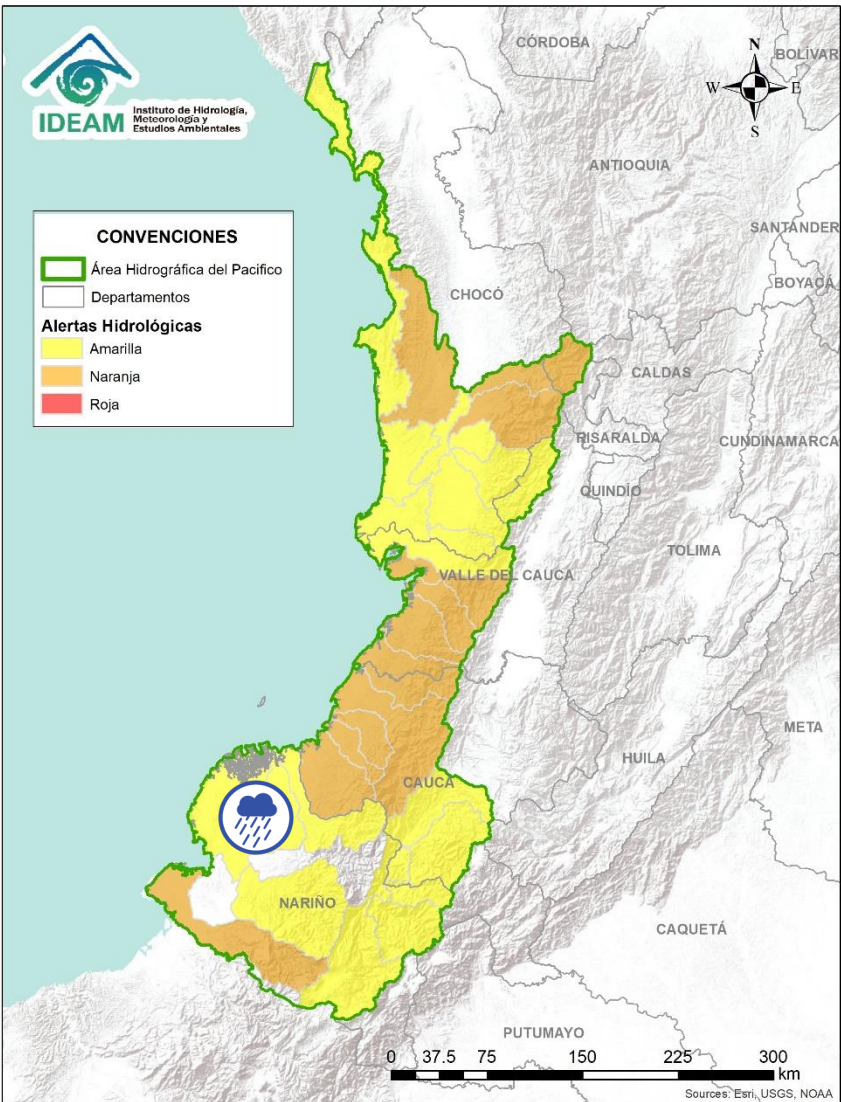 IDEAM
Instituto de Hidrología,
Meteorología y
Estudios Ambientales
CÓRDOBA
BOLÍVAR
N
W
E
S
ANTIOQUIA
SANTANDER
BOYACÁ
CONVENCIONES
Área Hidrográfica del Pacifico
Departamentos
Alertas Hidrológicas
Amarilla
Naranja
Roja
CHOCÓ
CALDAS
RISARALDA
CUNDINAMARCA
QUINDÍO
TOLIMA
VALLE DEL CAUCA
META
HUILA
CAUCA
NARIÑO
CAQUETÁ
PUTUMAYO
0 37.5 75 150 225 300
km
Sources: Esri, USGS, NOAA